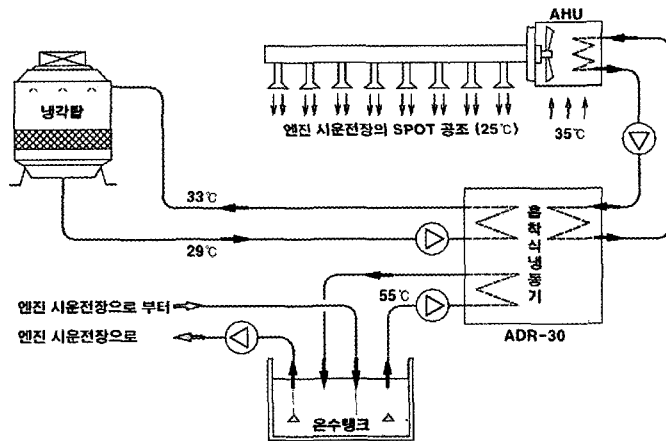 AHU
냉각탑
엔진 시운전장의 SPOT 공조 (25℃)
35℃
33℃
29℃
흡착식냉동기
55℃
ADR-30
엔진 시운전장으로 부터
엔진 시운전장으로
온수탱크